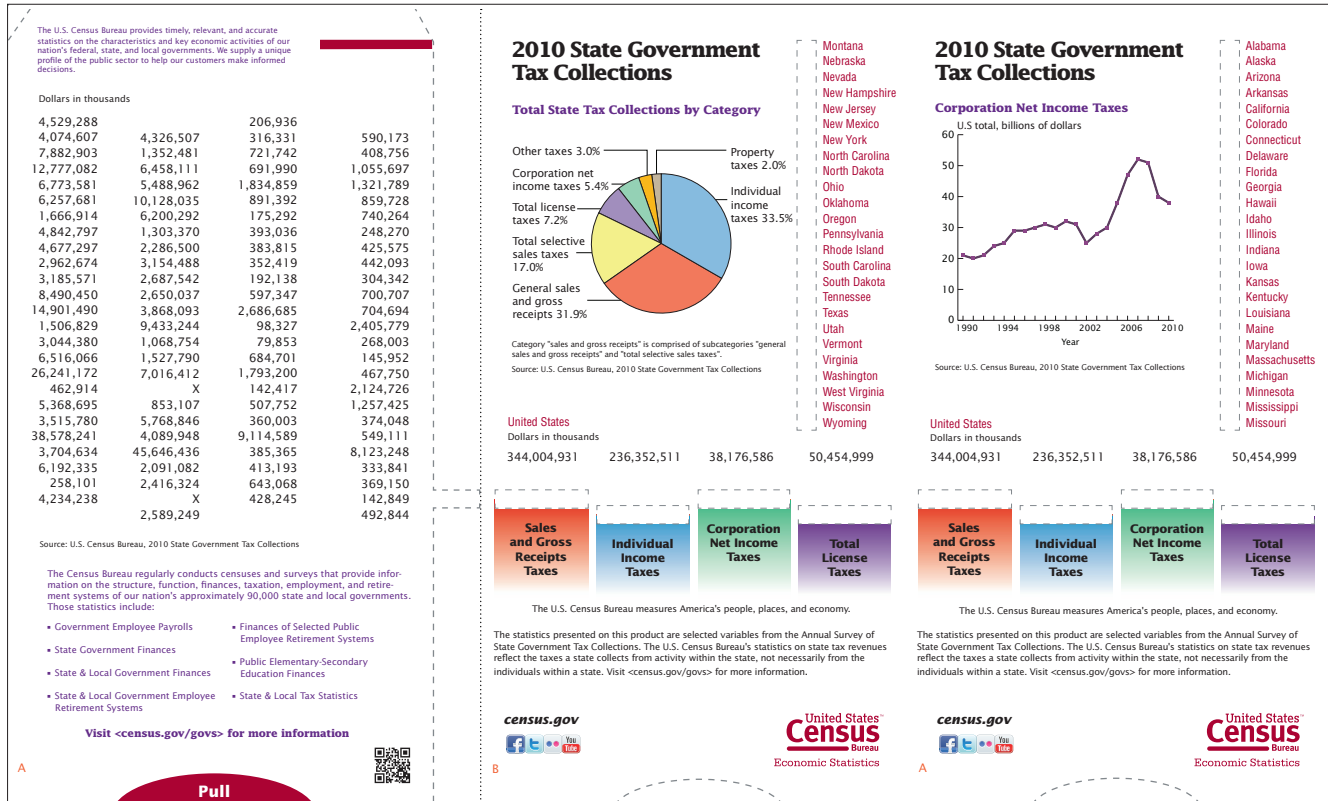 The U.S. Census Bureau provides timely, relevant, and accurate
statistics on the characteristics and key economic activities of our
nation's federal, state, and local governments. We supply a unique
profile of the public sector to help our customers make informed
decisions.
Dollars in thousands
4,529,288 206,936
4,074,607 4,326,507 316,331 590,173
7,882,903 1,352,481 721,742 408,756
12,777,082 6,458,111 691,990 1,055,697
6,773,581 5,488,962 1,834,859 1,321,789
6,257,681 10,128,035 891,392 859,728
1,666,914 6,200,292 175,292 740,264
4,842,797 1,303,370 393,036 248,270
4,677,297 2,286,500 383,815 425,575
2,962,674 3,154,488 352,419 442,093
3,185,571 2,687,542 192,138 304,342
8,490,450 2,650,037 597,347 700,707
14,901,490 3,868,093 2,686,685 704,694
1,506,829 9,433,244 98,327 2,405,779
3,044,380 1,068,754 79,853 268,003
6,516,066 1,527,790 684,701 145,952
26,241,172 7,016,412 1,793,200 467,750
462,914 X 142,417 2,124,726
5,368,695 853,107 507,752 1,257,425
3,515,780 5,768,846 360,003 374,048
38,578,241 4,089,948 9,114,589 549,111
3,704,634 45,646,436 385,365 8,123,248
6,192,335 2,091,082 413,193 333,841
258,101 2,416,324 643,068 369,150
4,234,238 X 428,245 142,849
2,589,249 492,844
Source: U.S. Census Bureau, 2010 State Government Tax Collections
The Census Bureau regularly conducts censuses and surveys that provide infor-
mation on the structure, function, finances, taxation, employment, and retire-
ment systems of our nation's approximately 90,000 state and local governments.
Those statistics include:
▪ Government Employee Payrolls
▪ State Government Finances
▪ State & Local Government Finances
▪ State & Local Government Employee
Retirement Systems
▪ Finances of Selected Public
Employee Retirement Systems
▪ Public Elementary-Secondary
Education Finances
▪ State & Local Tax Statistics
Visit <census.gov/govs> for more information
A
Pull
2010 State Government
Tax Collections
Total State Tax Collections by Category
Other taxes 3.0%
Corporation net
income taxes 5.4%
Total license
taxes 7.2%
Total selective
sales taxes
17.0%
General sales
and gross
receipts 31.9%
Property
taxes 2.0%
Individual
income
taxes 33.5%
Category "sales and gross receipts" is comprised of subcategories "general
sales and gross receipts" and "total selective sales taxes".
Source: U.S. Census Bureau, 2010 State Government Tax Collections
Montana
Nebraska
Nevada
New Hampshire
New Jersey
New Mexico
New York
North Carolina
North Dakota
Ohio
Oklahoma
Oregon
Pennsylvania
Rhode Island
South Carolina
South Dakota
Tennessee
Texas
Utah
Vermont
Virginia
Washington
West Virginia
Wisconsin
Wyoming
United States
Dollars in thousands
344,004,931 236,352,511 38,176,586 50,454,999
Sales
and Gross
Receipts
Taxes
Individual
Income
Taxes
Corporation
Net Income
Taxes
Total
License
Taxes
The U.S. Census Bureau measures America's people, places, and economy.
The statistics presented on this product are selected variables from the Annual Survey of
State Government Tax Collections. The U.S. Census Bureau's statistics on state tax revenues
reflect the taxes a state collects from activity within the state, not necessarily from the
individuals within a state. Visit <census.gov/govs> for more information.
census.gov
You
Tube
United States™
Census
Bureau
Economic Statistics
B
2010 State Government
Tax Collections
Corporation Net Income Taxes
U.S total, billions of dollars
60
50
40
30
20
10
0
1990 1994 1998 2002 2006 2010
Year
Source: U.S. Census Bureau, 2010 State Government Tax Collections
Alabama
Alaska
Arizona
Arkansas
California
Colorado
Connecticut
Delaware
Florida
Georgia
Hawaii
Idaho
Illinois
Indiana
Iowa
Kansas
Kentucky
Louisiana
Maine
Maryland
Massachusetts
Michigan
Minnesota
Mississippi
Missouri
United States
Dollars in thousands
344,004,931 236,352,511 38,176,586 50,454,999
Sales
and Gross
Receipts
Taxes
Individual
Income
Taxes
Corporation
Net Income
Taxes
Total
License
Taxes
The U.S. Census Bureau measures America's people, places, and economy.
The statistics presented on this product are selected variables from the Annual Survey of
State Government Tax Collections. The U.S. Census Bureau's statistics on state tax revenues
reflect the taxes a state collects from activity within the state, not necessarily from the
individuals within a state. Visit <census.gov/govs> for more information.
census.gov
You
Tube
United States™
Census
Bureau
Economic Statistics
A